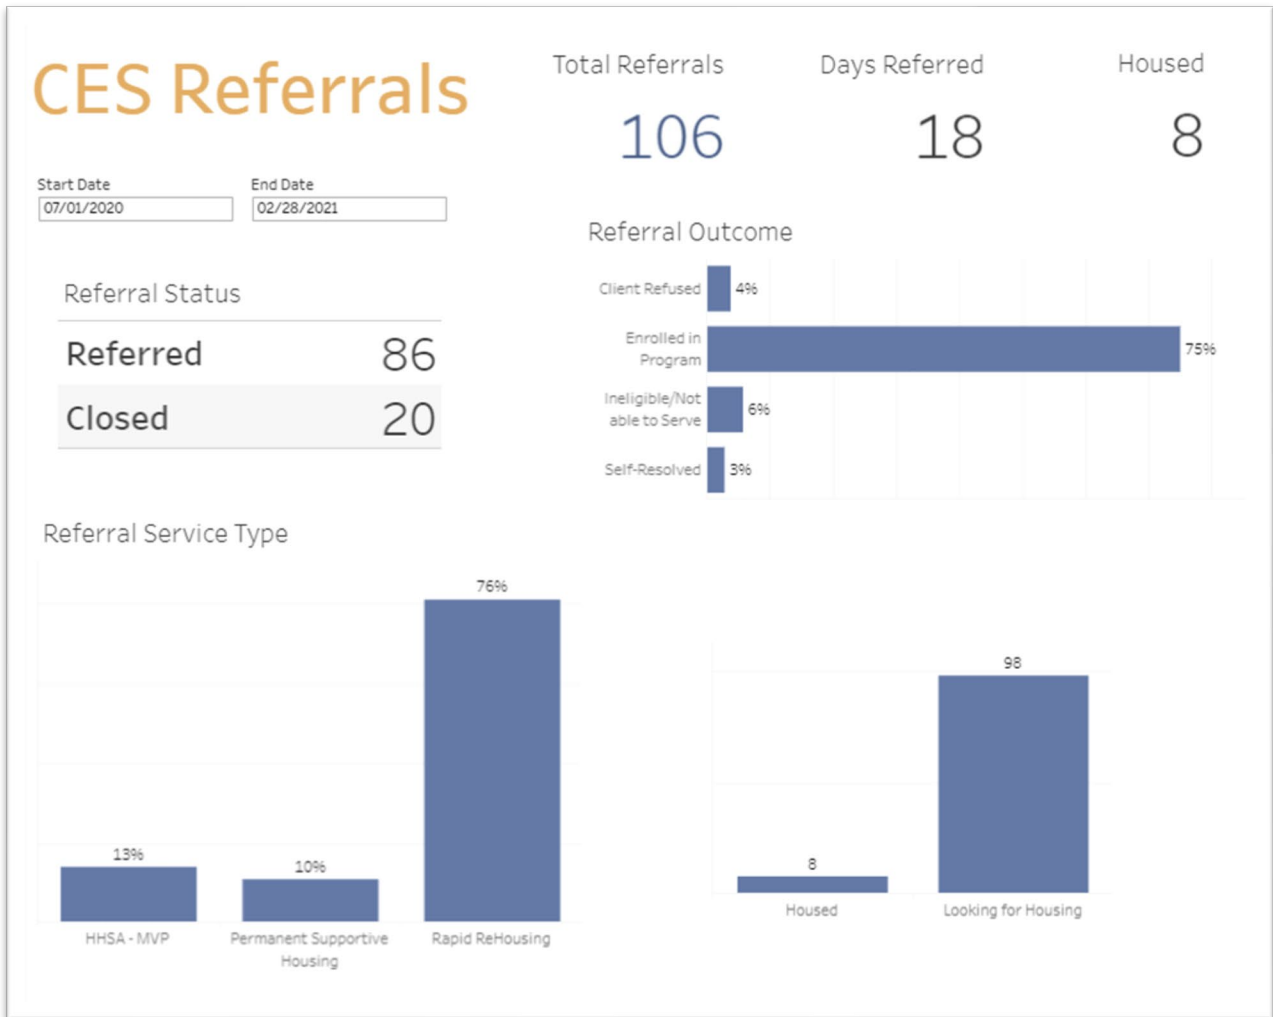 CES Referrals
Total Referrals
106
Days Referred
18
Housed
8
Start Date
07/01/2020
End Date
02/28/2021
Referral Status
Referred 86
Closed 20
Referral Outcome
Client Refused 4%
Enrolled in
Program
75%
Ineligible/Not
able to Serve
6%
Self-Resolved 3%
Referral Service Type
13%
10%
76%
HHSA - MVP
Permanent Supportive
Housing
Rapid ReHousing
8
98
Housed
Looking for Housing